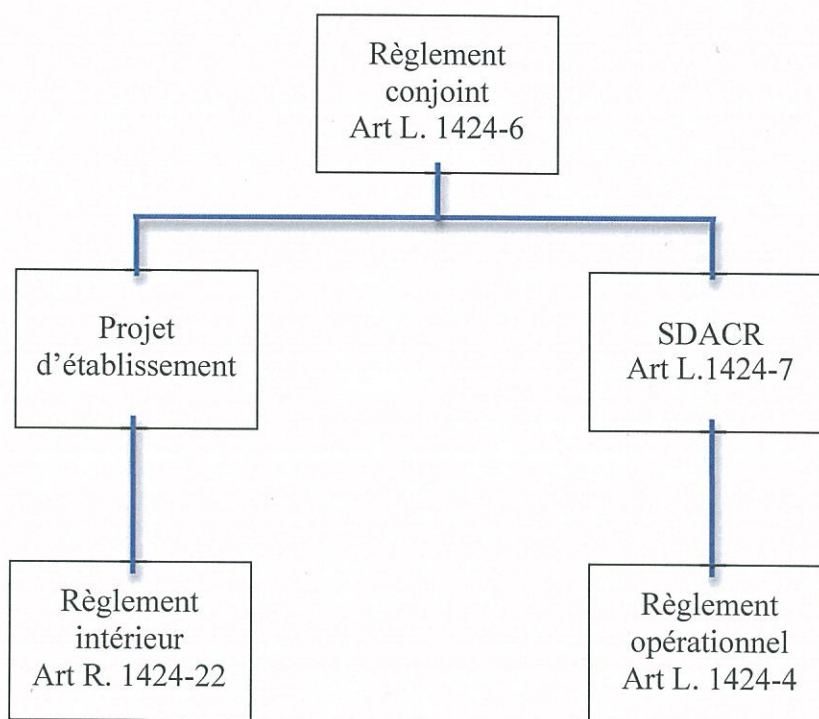 Règlement
conjoint
Art L. 1424-6
Projet
d'établissement
SDACR
Art L.1424-7
Règlement
intérieur
Art R. 1424-22
Règlement
opérationnel
Art L. 1424-4